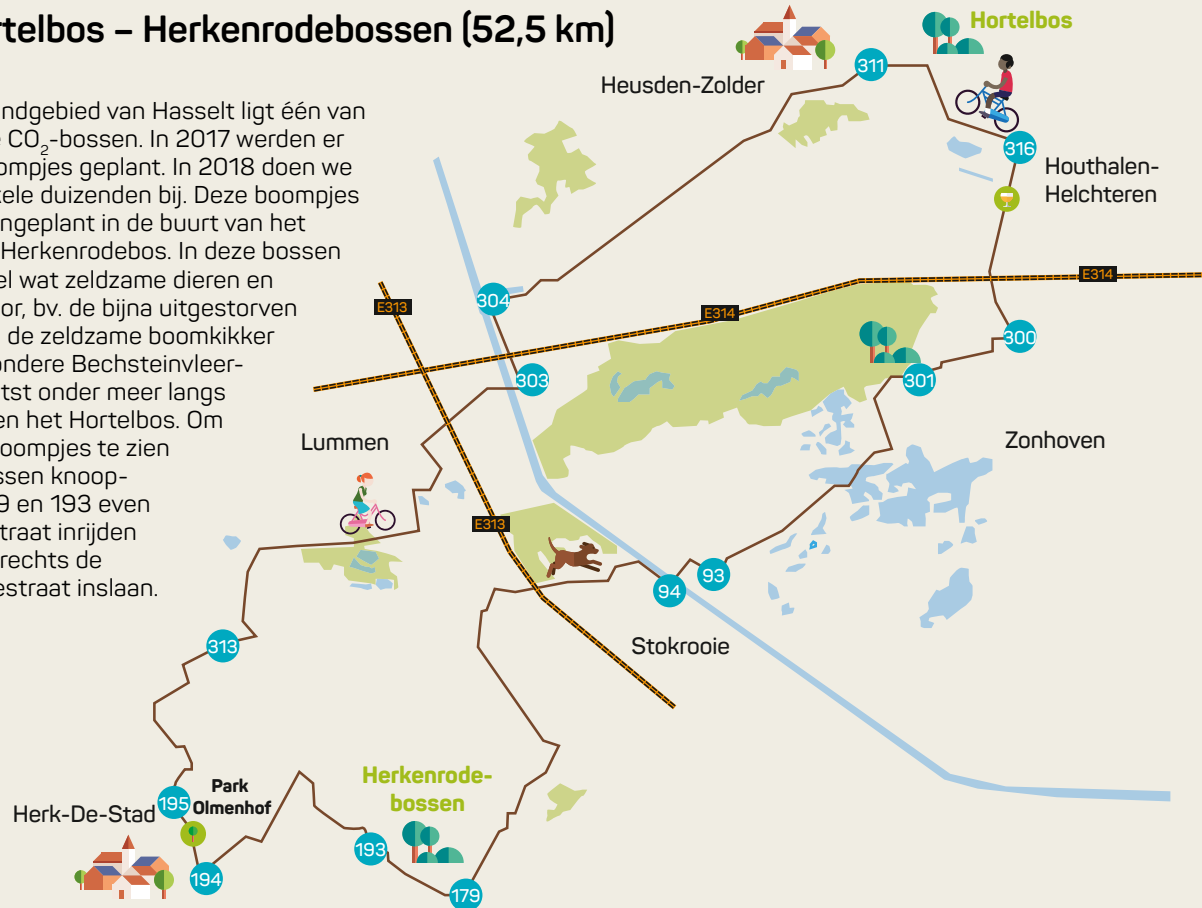 rtelbos – Herkenrodebossen (52,5 km)
ndgebied van Hasselt ligt één van
CO₂-bossen. In 2017 werden er
ompjes geplant. In 2018 doen we
kele duizenden bij. Deze boompjes
ngeplant in de buurt van het
Herkenrodebos. In deze bossen
el wat zeldzame dieren en
or, bv. de bijna uitgestorven
de zeldzame boomkikker
ondere Bechsteinvleer-
tst onder meer langs
en het Hortelbos. Om
oompjes te zien
ssen knoop-
9 en 193 even
traat inrijden
rechts de
estraat inslaan.
Hortelbos
311
Heusden-Zolder
316
Houthalen-
Helchteren
E314
E313
304
E314
300
301
303
Lummen
Zonhoven
E313
93
94
Stokrooie
313
Herkenrode-
bossen
Park
Olmenhof
195
Herk-De-Stad
193
194
179